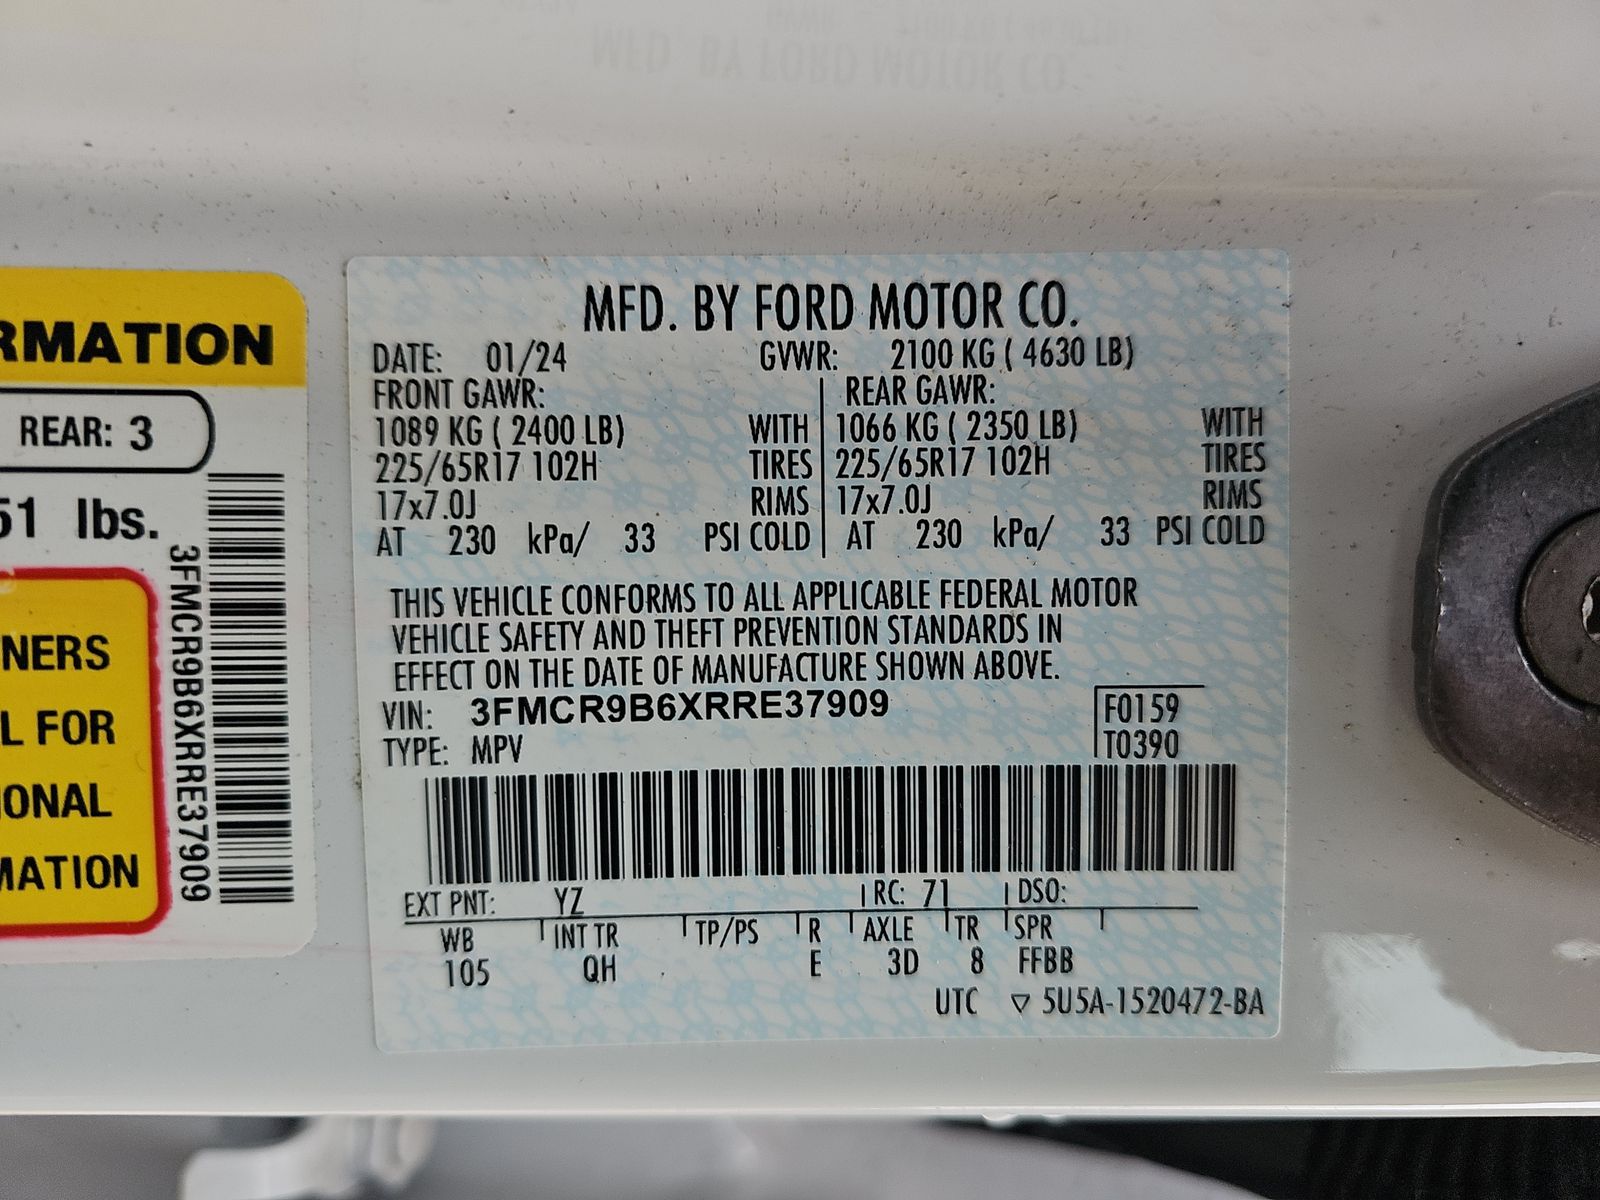 RMATION
REAR: 3
51 lbs.
3FMCR9B6XRRE37909
NERS
L FOR
ONAL
MATION
MFD. BY FORD MOTOR CO.
DATE: 01/24 GVWR: 2100 KG ( 4630 LB)
FRONT GAWR: REAR GAWR:
1089 KG ( 2400 LB) WITH 1066 KG ( 2350 LB) WITH
225/65R17 102H TIRES 225/65R17 102H TIRES
17x7.0J RIMS 17x7.0J RIMS
AT 230 kPa/ 33 PSI COLD AT 230 kPa/ 33 PSI COLD
THIS VEHICLE CONFORMS TO ALL APPLICABLE FEDERAL MOTOR
VEHICLE SAFETY AND THEFT PREVENTION STANDARDS IN
EFFECT ON THE DATE OF MANUFACTURE SHOWN ABOVE.
VIN: 3FMCR9B6XRRE37909 F0159
TYPE: MPV T0390
EXT PNT: YZ RC: 71 DSO:
WB INT TR TP/PS R AXLE TR SPR
105 QH E 3D 8 FFBB
UTC ▽ 5U5A-1520472-BA